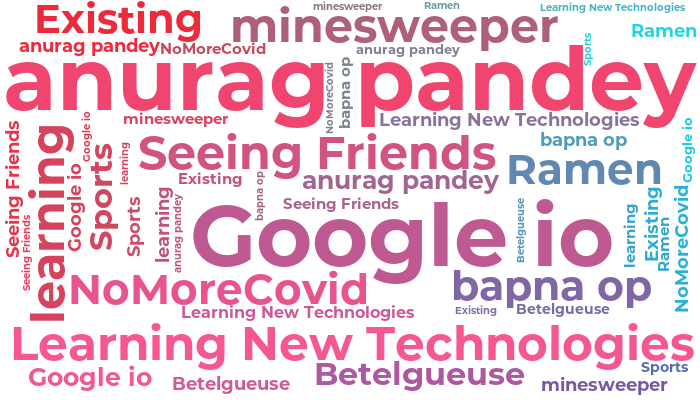 minesweeper
Ramen
Learning New Technologies
Existing
minesweeper
Ramen
anurag pandey
NoMoreCovid
anurag pandey
Sports
anurag pandey
NoMoreCovid
bapna op
minesweeper
Learning New Technologies
Google io
Seeing Friends
learning
Sports
learning
Seeing Friends
bapna op
Google io
Ramen
Google io
Existing
anurag pandey
bapna op
Seeing Friends
Seeing Friends
Sports
learning
anurag pandey
Google io
Betelgueuse
learning
Existing
Ramen
NoMoreCovid
NoMoreCovid
bapna op
Learning New Technologies
Existing
Betelgueuse
Learning New Technologies
Google io
Betelgueuse
Betelgueuse
Sports
minesweeper